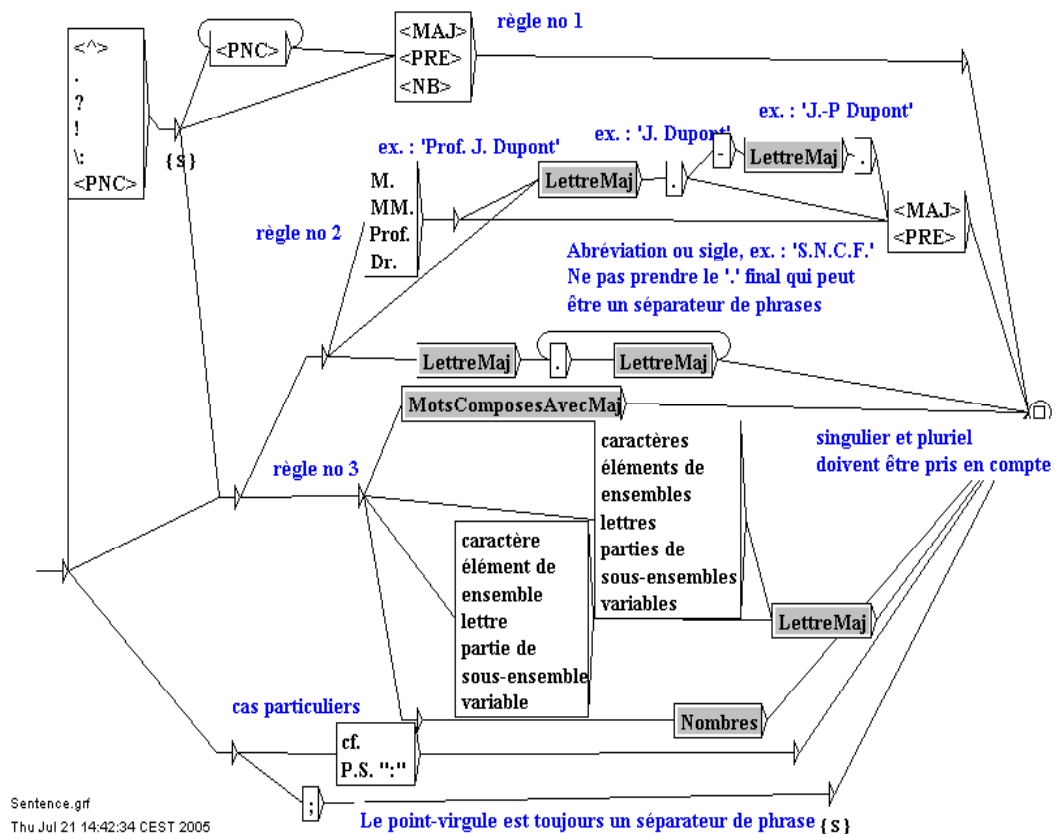 <^>
.
?
!
\:
<PNC>
{S}
<PNC>
<MAJ>
<PRE>
<NB>
règle no 1
ex. : 'Prof. J. Dupont'
ex. : 'J. Dupont'
ex. : 'J.-P Dupont'
M.
MM.
Prof.
Dr.
LettreMaj
.
-
LettreMaj
.
<MAJ>
<PRE>
règle no 2
Abréviation ou sigle, ex. : 'S.N.C.F.'
Ne pas prendre le '.' final qui peut
être un séparateur de phrases
LettreMaj
.
LettreMaj
MotsComposesAvecMaj
règle no 3
caractères
éléments de
ensembles
lettres
parties de
sous-ensembles
variables
singulier et pluriel
doivent être pris en compte
caractère
élément de
ensemble
lettre
partie de
sous-ensemble
variable
LettreMaj
Nombres
cas particuliers
cf.
P.S. ":"
;
Le point-virgule est toujours un séparateur de phrase
{S}
Sentence.grf
Thu Jul 21 14:42:34 CEST 2005